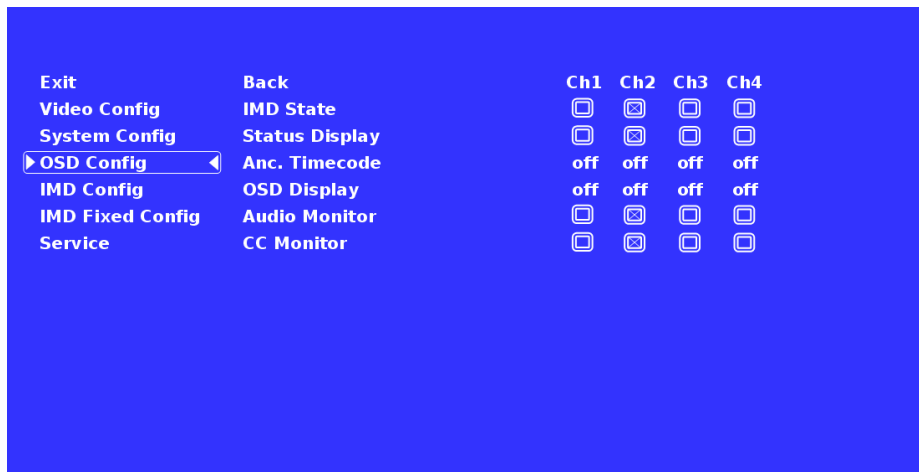 Exit Back Ch1 Ch2 Ch3 Ch4
Video Config IMD State
System Config Status Display
OSD Config Anc. Timecode off off off off
IMD Config OSD Display off off off off
IMD Fixed Config Audio Monitor
Service CC Monitor